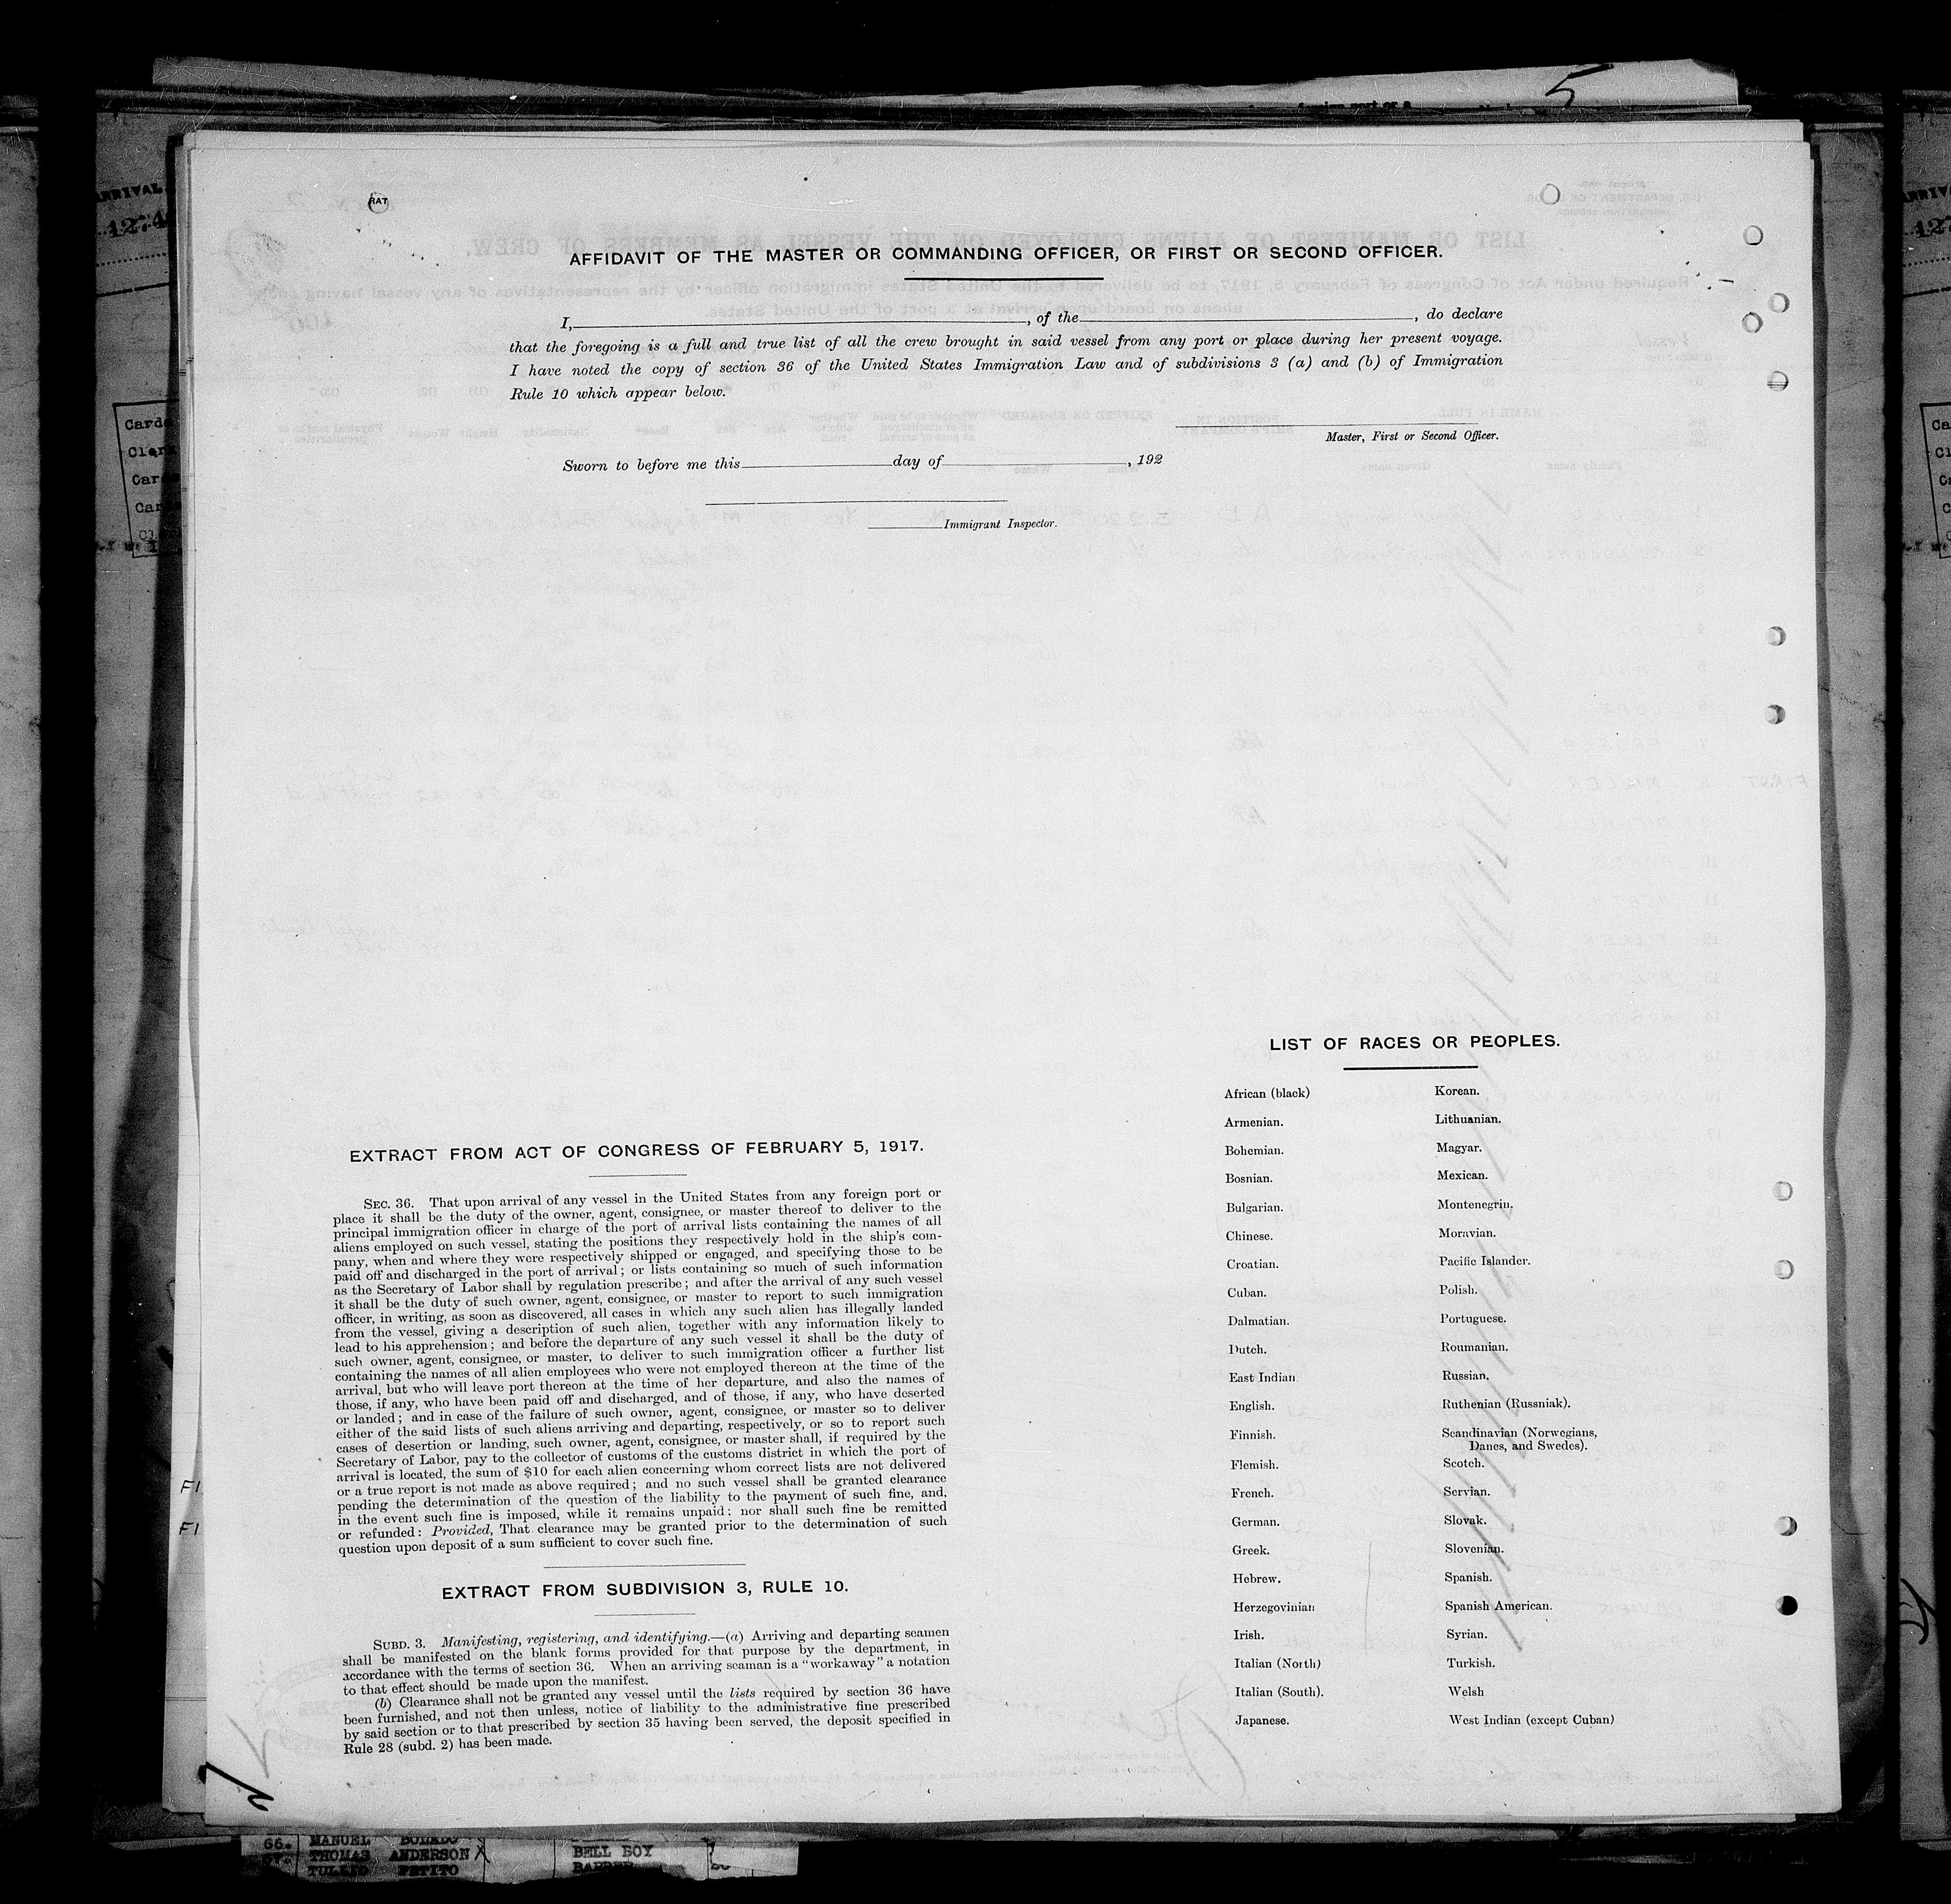 5
foreign port or a
RAT
AFFIDAVIT OF THE MASTER OR COMMANDING OFFICER, OR FIRST OR SECOND OFFICER.
I,, of the, do declare
that the foregoing is a full and true list of all the crew brought in said vessel from any port or place during her present voyage.
I have noted the copy of section 36 of the United States Immigration Law and of subdivisions 3 (a) and (b) of Immigration
Rule 10 which appear below.
Master, First or Second Officer.
Sworn to before me this day of, 192
Immigrant Inspector.
EXTRACT FROM ACT OF CONGRESS OF FEBRUARY 5, 1917.
SEC. 36. That upon arrival of any vessel in the United States from any foreign port or
place it shall be the duty of the owner, agent, consignee, or master thereof to deliver to the
principal immigration officer in charge of the port of arrival lists containing the names of all
aliens employed on such vessel, stating the positions they respectively hold in the ship's com-
pany, when and where they were respectively shipped or engaged, and specifying those to be
paid off and discharged in the port of arrival; or lists containing so much of such information
as the Secretary of Labor shall by regulation prescribe; and after the arrival of any such vessel
it shall be the duty of such owner, agent, consignee, or master to report to such immigration
officer, in writing, as soon as discovered, all cases in which any such alien has illegally landed
from the vessel, giving a description of such alien, together with any information likely to
lead to his apprehension; and before the departure of any such vessel it shall be the duty of
such owner, agent, consignee, or master, to deliver to such immigration officer a further list
containing the names of all alien employees who were not employed thereon at the time of the
arrival, but who will leave port thereon at the time of her departure, and also the names of
those, if any, who have been paid off and discharged, and of those, if any, who have deserted
or landed; and in case of the failure of such owner, agent, consignee, or master so to deliver
either of the said lists of such aliens arriving and departing, respectively, or so to report such
cases of desertion or landing, such owner, agent, consignee, or master shall, if required by the
Secretary of Labor, pay to the collector of customs of the customs district in which the port of
arrival is located, the sum of $10 for each alien concerning whom correct lists are not delivered
or a true report is not made as above required; and no such vessel shall be granted clearance
pending the determination of the question of the liability to the payment of such fine, and,
in the event such fine is imposed, while it remains unpaid; nor shall such fine be remitted
or refunded: Provided, That clearance may be granted prior to the determination of such
question upon deposit of a sum sufficient to cover such fine.
EXTRACT FROM SUBDIVISION 3, RULE 10.
SUBD. 3. Manifesting, registering, and identifying.—(a) Arriving and departing seamen
shall be manifested on the blank forms provided for that purpose by the department, in
accordance with the terms of section 36. When an arriving seaman is a "workaway" a notation
to that effect should be made upon the manifest.
(b) Clearance shall not be granted any vessel until the lists required by section 36 have
been furnished, and not then unless, notice of liability to the administrative fine prescribed
by said section or to that prescribed by section 35 having been served, the deposit specified in
Rule 28 (subd. 2) has been made.
LIST OF RACES OR PEOPLES.
African (black)
Armenian.
Bohemian.
Bosnian.
Bulgarian.
Chinese.
Croatian.
Cuban.
Dalmatian.
Dutch.
East Indian
English.
Finnish.
Flemish.
French.
German.
Greek.
Hebrew.
Herzegovinian
Irish.
Italian (North)
Italian (South).
Japanese.
Korean.
Lithuanian.
Magyar.
Mexican.
Montenegrin.
Moravian.
Pacific Islander.
Polish.
Portuguese.
Roumanian.
Russian.
Ruthenian (Russniak).
Scandinavian (Norwegians,
Danes, and Swedes).
Scotch.
Servian.
Slovak.
Slovenian.
Spanish.
Spanish American.
Syrian.
Turkish.
Welsh
West Indian (except Cuban)
66. MANUEL
THOMAS ANDERSON BELL BOY